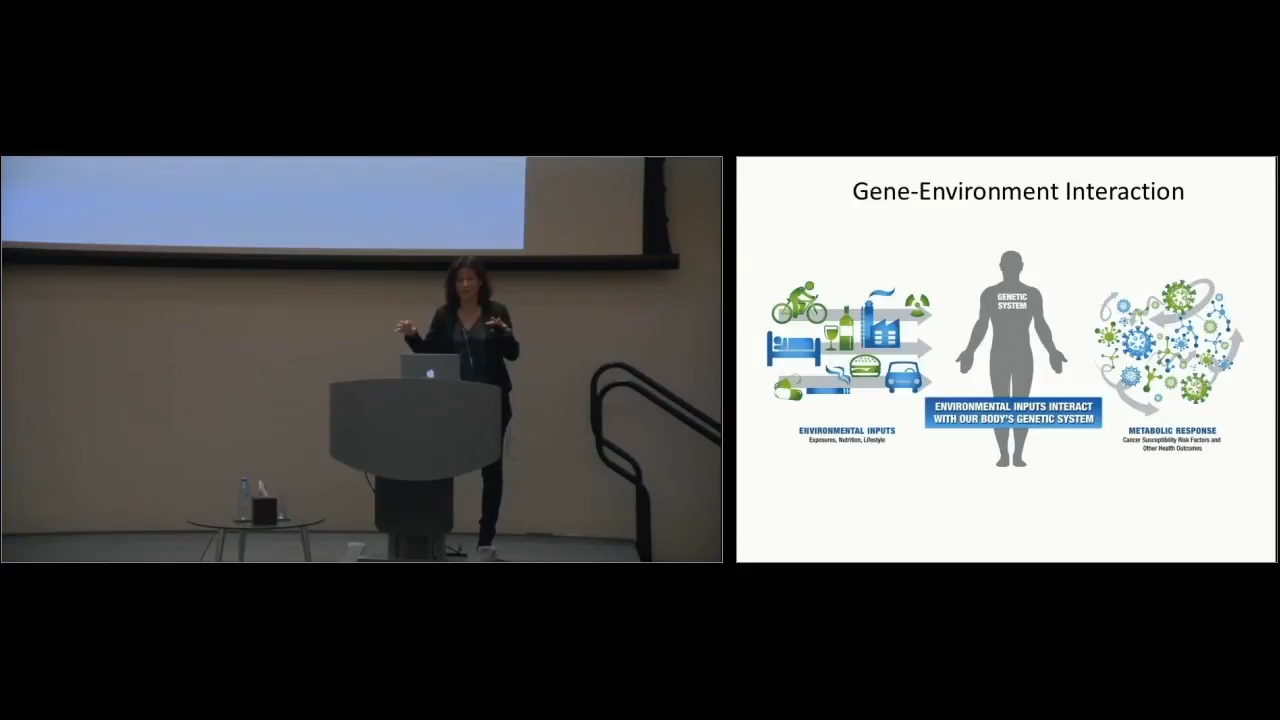 Gene-Environment Interaction
GENETIC
SYSTEM
ENVIRONMENTAL INPUTS INTERACT
WITH OUR BODY'S GENETIC SYSTEM
ENVIRONMENTAL INPUTS
Exposures, Nutrition, Lifestyle
METABOLIC RESPONSE
Cancer Susceptibility Risk Factors and
Other Health Outcomes